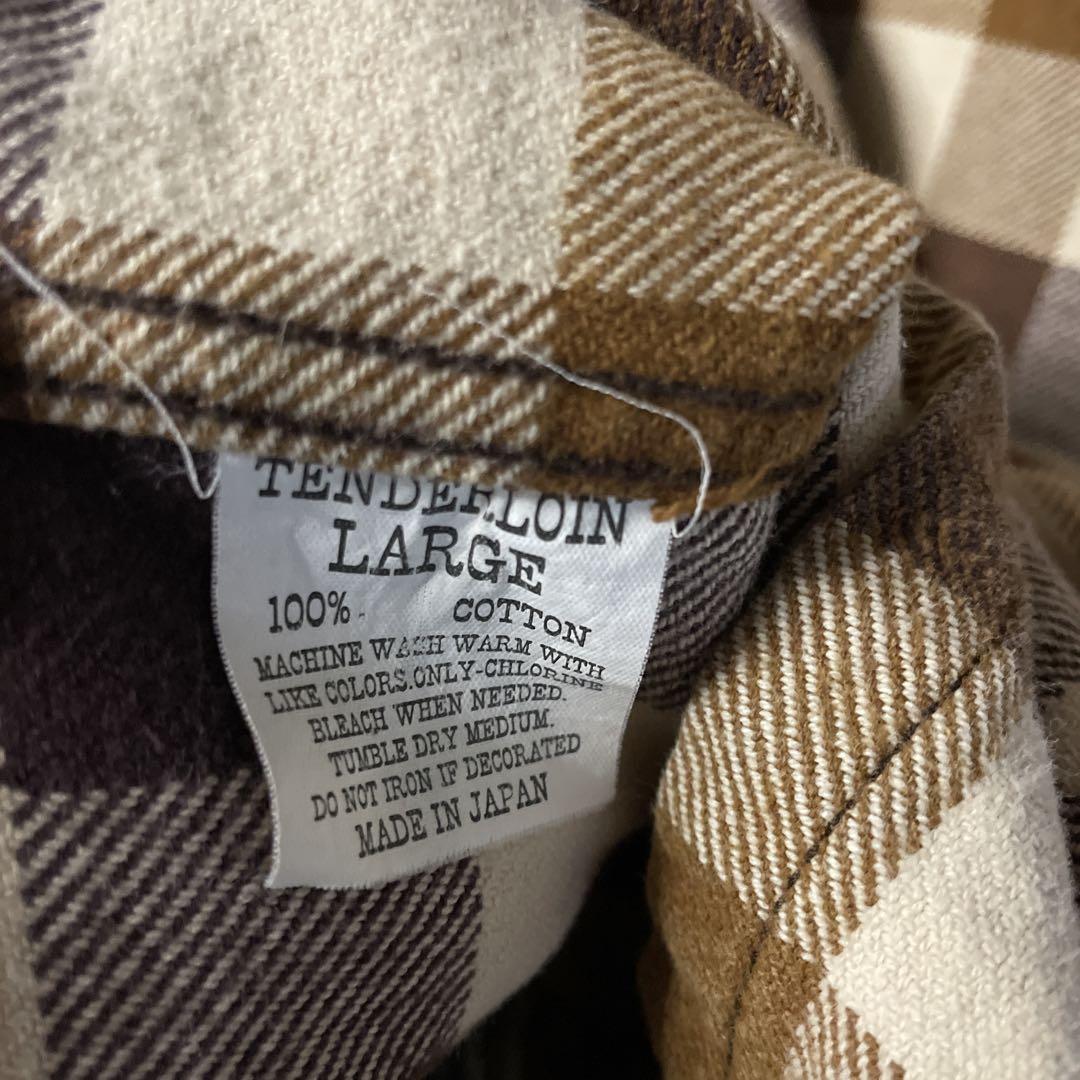 TENDERLOIN
LARGE
100% COTTON
MACHINE WASH WARM WITH
LIKE COLORS.ONLY-CHLORINE
BLEACH WHEN NEEDED.
TUMBLE DRY MEDIUM.
DO NOT IRON IF DECORATED
MADE IN JAPAN